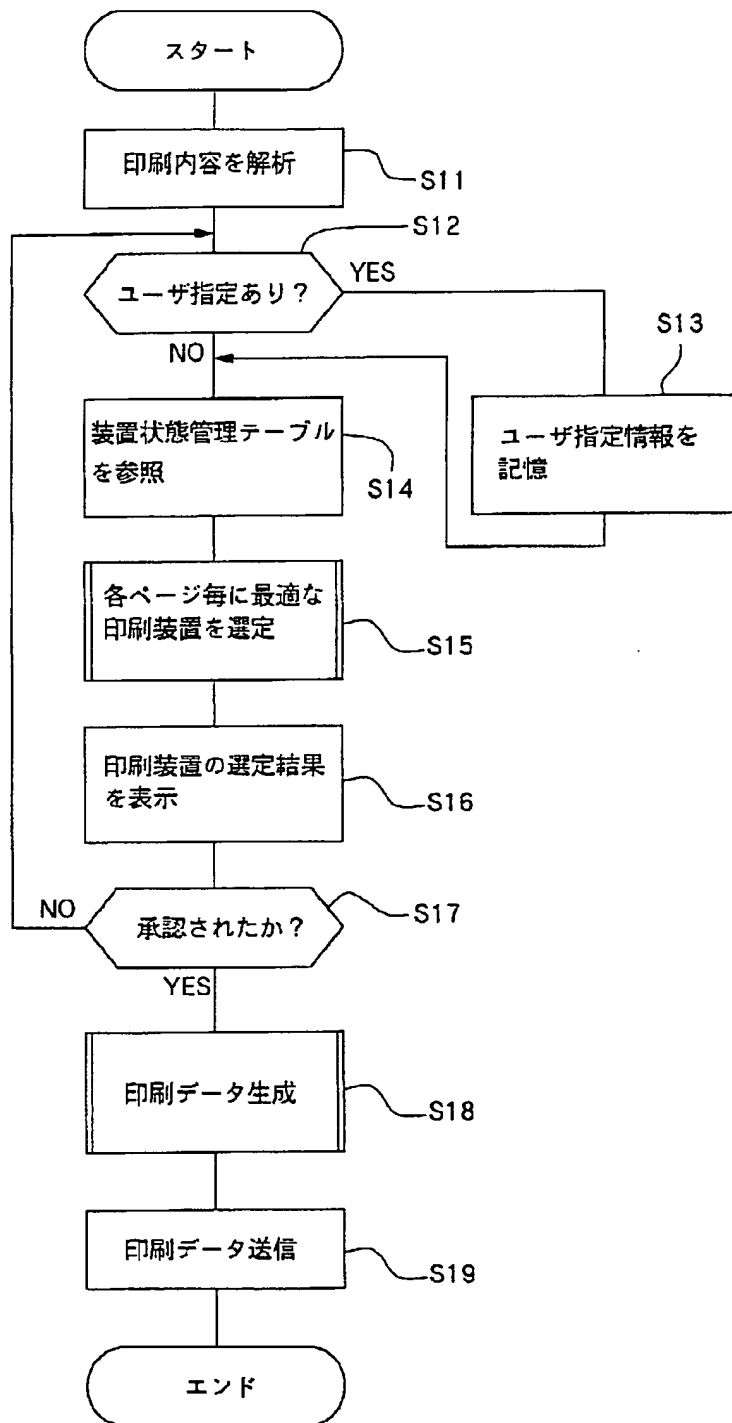 スタート
印刷内容を解析
S11
S12
ユーザ指定あり?
YES
NO
S13
ユーザ指定情報を
記憶
装置状態管理テーブル
を参照
S14
各ページ毎に最適な
印刷装置を選定
S15
印刷装置の選定結果
を表示
S16
承認されたか?
NO
S17
YES
印刷データ生成
S18
印刷データ送信
S19
エンド